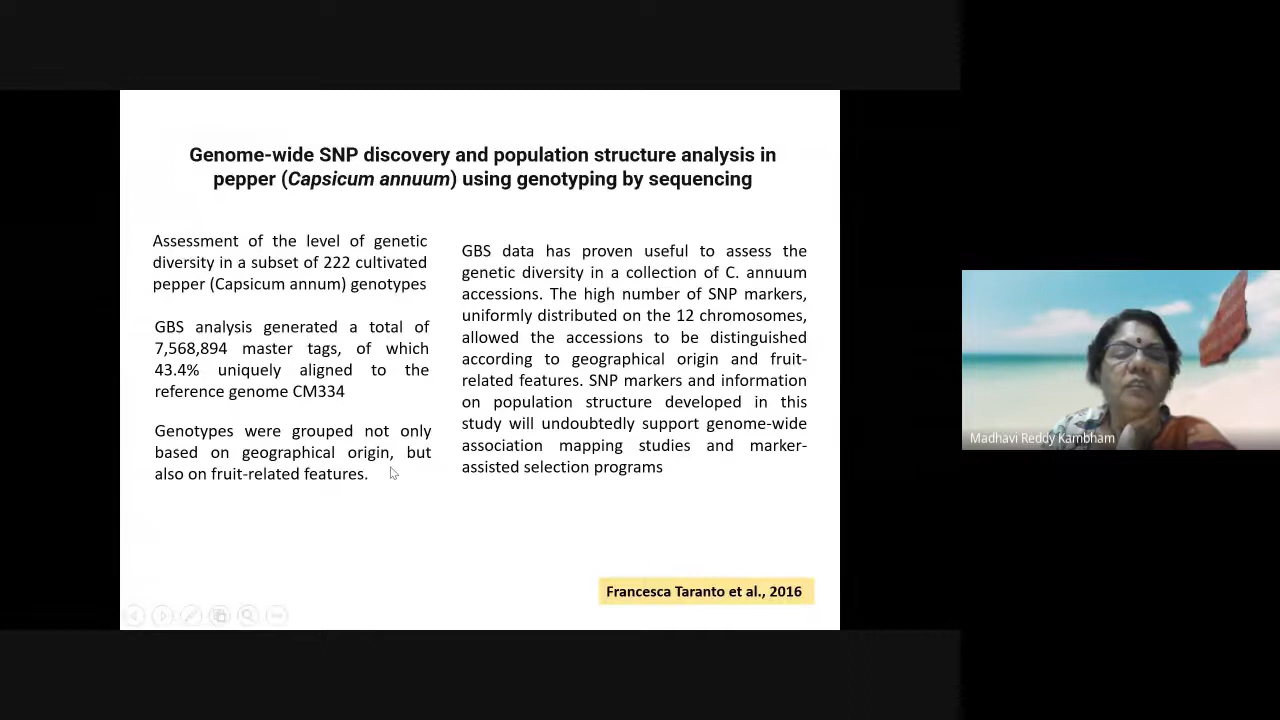 Genome-wide SNP discovery and population structure analysis in
pepper (Capsicum annuum) using genotyping by sequencing
Assessment of the level of genetic
diversity in a subset of 222 cultivated
pepper (Capsicum annum) genotypes
GBS analysis generated a total of
7,568,894 master tags, of which
43.4% uniquely aligned to the
reference genome CM334
Genotypes were grouped not only
based on geographical origin, but
also on fruit-related features.
GBS data has proven useful to assess the
genetic diversity in a collection of C. annuum
accessions. The high number of SNP markers,
uniformly distributed on the 12 chromosomes,
allowed the accessions to be distinguished
according to geographical origin and fruit-
related features. SNP markers and information
on population structure developed in this
study will undoubtedly support genome-wide
association mapping studies and marker-
assisted selection programs
Francesca Taranto et al., 2016
Madhavi Reddy Kambham